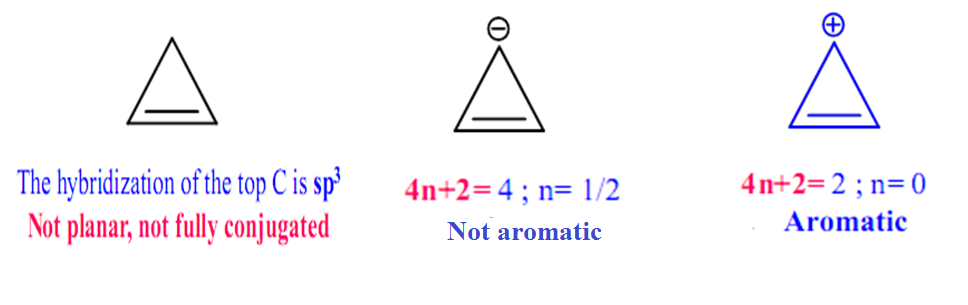 ⊖
⊕
The hybridization of the top C is sp³
Not planar, not fully conjugated
4n+2= 4 ; n= 1/2
Not aromatic
4n+2= 2 ; n= 0
Aromatic